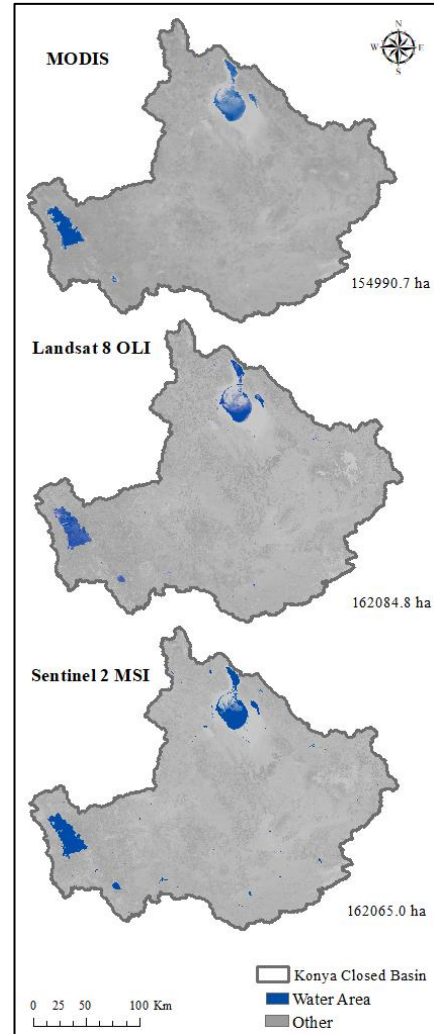 MODIS
N
W E
S
154990.7 ha
Landsat 8 OLI
162084.8 ha
Sentinel 2 MSI
162065.0 ha
Konya Closed Basin
Water Area
Other
0 25 50 100 Km